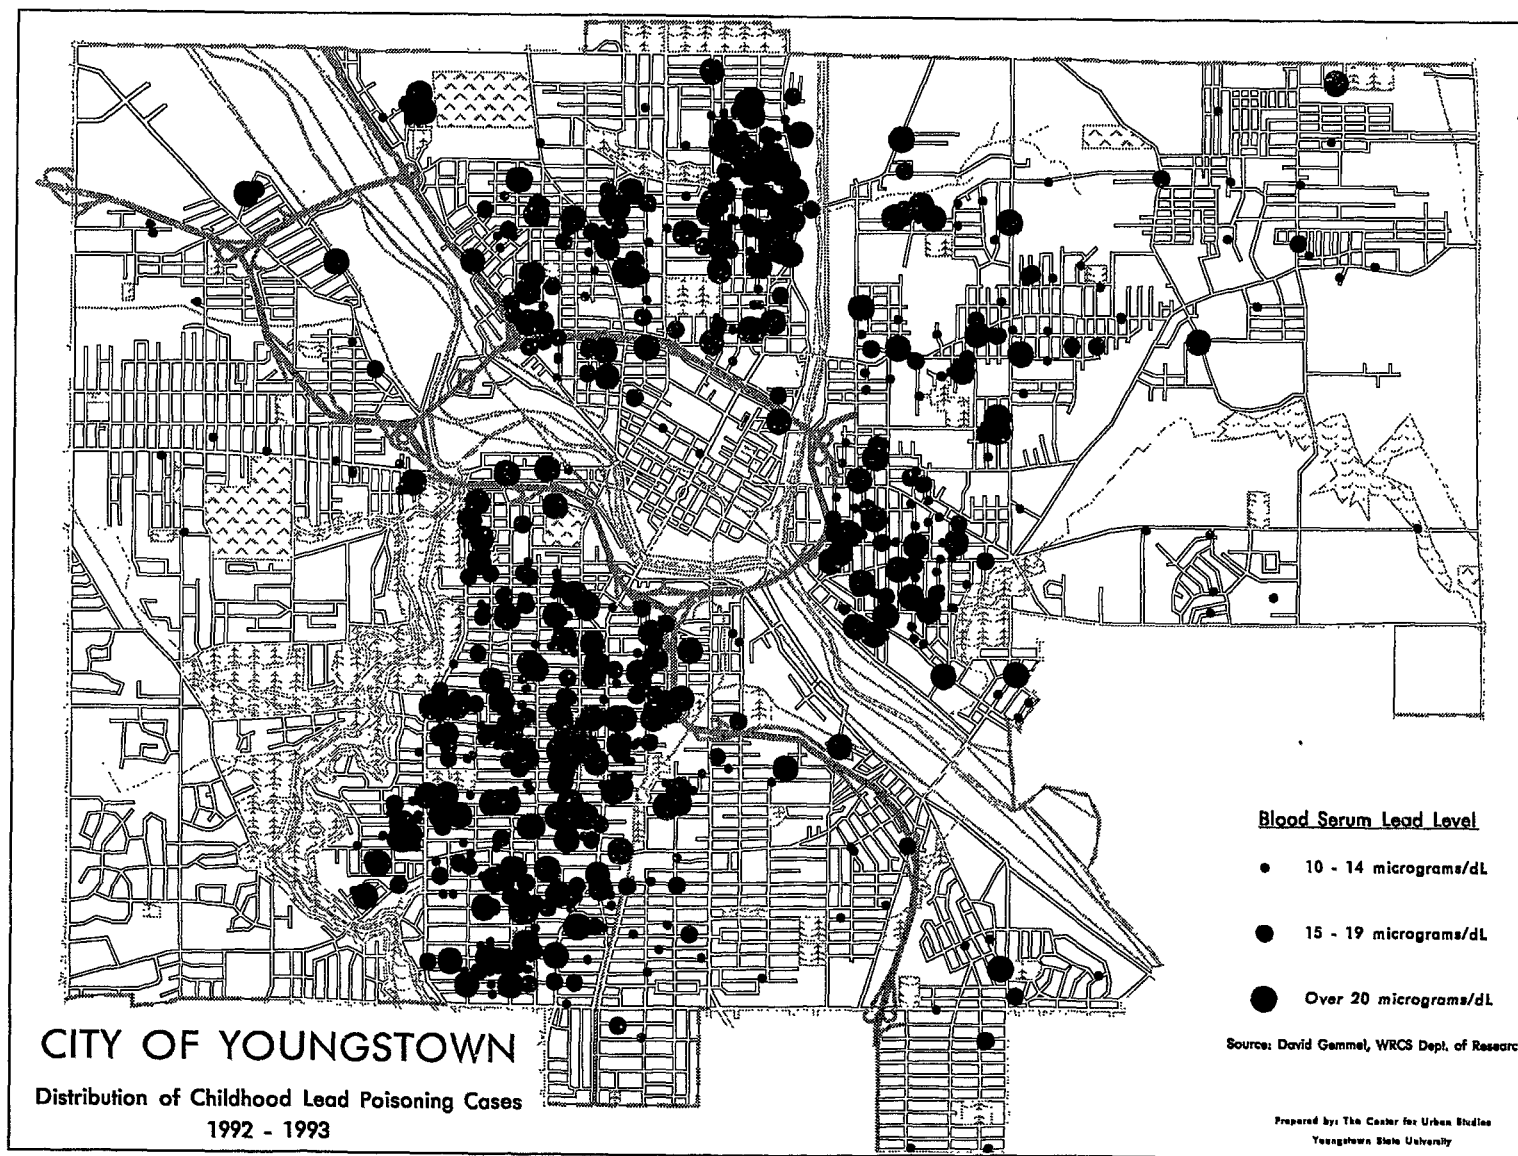 Blood Serum Lead Level
10 - 14 micrograms/dL
15 - 19 micrograms/dL
Over 20 micrograms/dL
Source: David Gemmel, WRCS Dept. of Researc
CITY OF YOUNGSTOWN
Distribution of Childhood Lead Poisoning Cases
1992 - 1993
Prepared by: The Center for Urban Studies
Youngstown State University